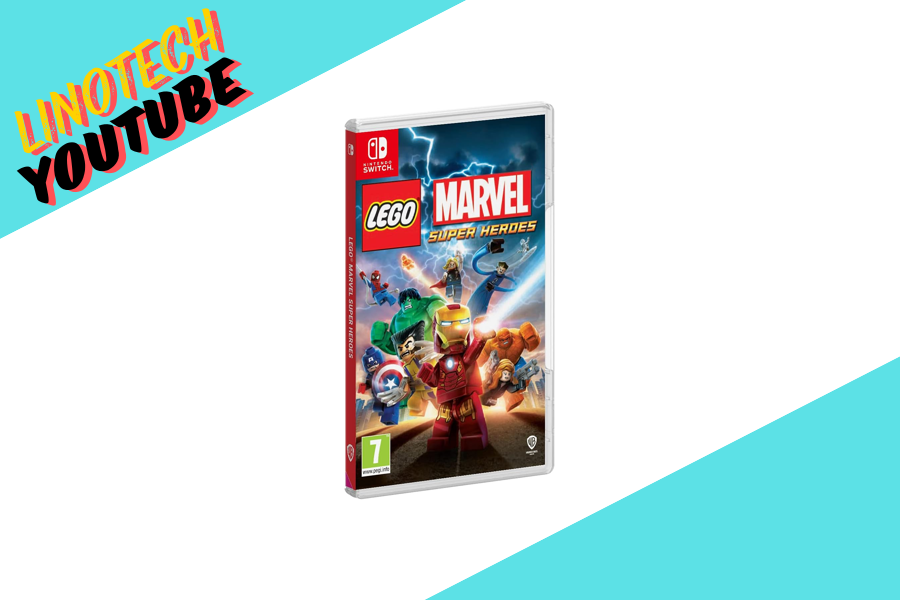 LINOTECH
YOUTUBE
NINTENDO
SWITCH
LEGO
MARVEL
SUPER HEROES
LEGO® MARVEL SUPER HEROES
7
www.pegi.info